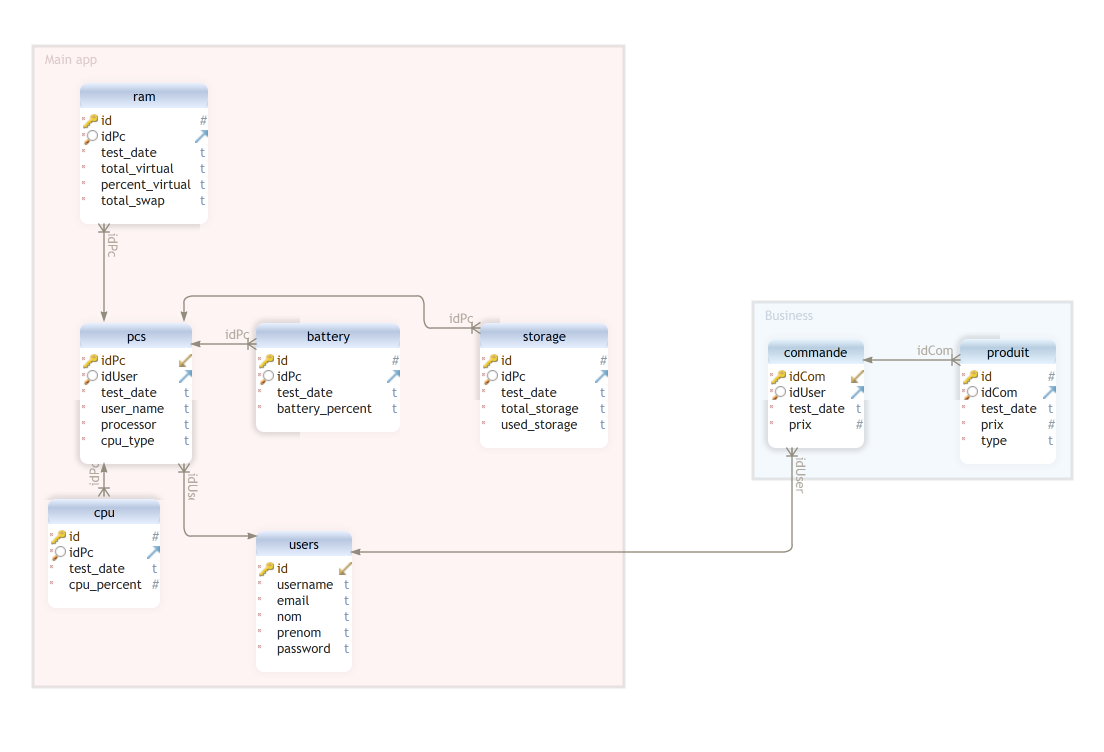 Main app
ram
id #
idPc
test_date t
total_virtual t
percent_virtual t
total_swap t
idPc
pcs
idPc
idUser
test_date t
user_name t
processor t
cpu_type t
idPc
battery
id #
idPc
test_date t
battery_percent t
idPc
storage
id #
idPc
test_date t
total_storage t
used_storage t
idPc
cpu
id #
idPc
test_date t
cpu_percent #
idUser
users
id
username t
email t
nom t
prenom t
password t
Business
commande
idCom
idUser
test_date t
prix #
idCom
produit
id #
idCom
test_date t
prix #
type t
idUser